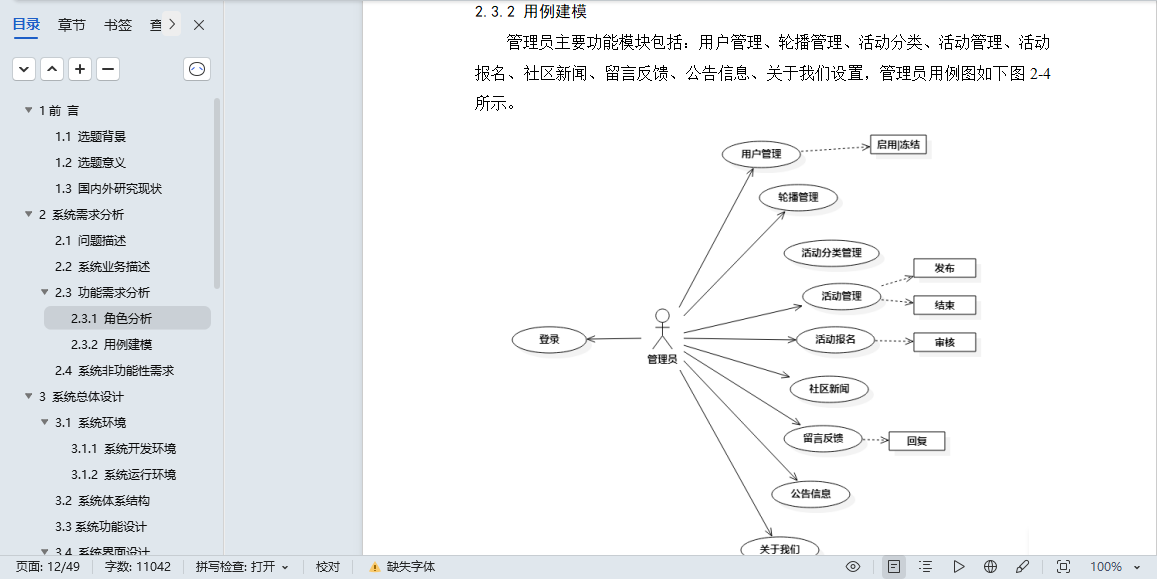 目录 章节 书签 查
1 前 言
1.1 选题背景
1.2 选题意义
1.3 国内外研究现状
2 系统需求分析
2.1 问题描述
2.2 系统业务描述
2.3 功能需求分析
2.3.1 角色分析
2.3.2 用例建模
2.4 系统非功能性需求
3 系统总体设计
3.1 系统环境
3.1.1 系统开发环境
3.1.2 系统运行环境
3.2 系统体系结构
3.3 系统功能设计
3.4 系统界面设计
2.3.2 用例建模
管理员主要功能模块包括：用户管理、轮播管理、活动分类、活动管理、活动
报名、社区新闻、留言反馈、公告信息、关于我们设置，管理员用例图如下图 2-4
所示。
用户管理
启用|冻结
轮播管理
活动分类管理
发布
活动管理
结束
登录
管理员
活动报名
审核
社区新闻
留言反馈
回复
公告信息
关于我们
页面: 12/49 字数: 11042 拼写检查: 打开 校对 缺失字体 100%